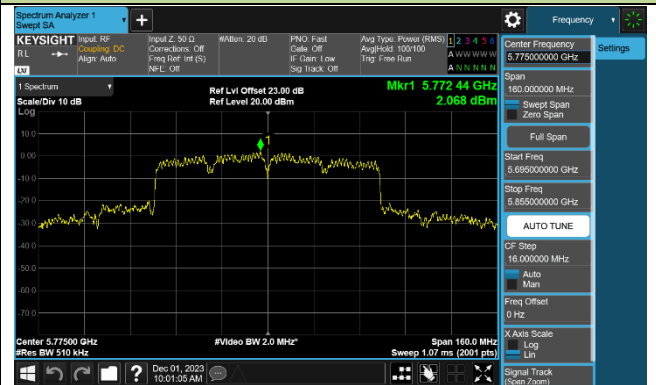 Spectrum Analyzer 1
Swept SA
Frequency
KEYSIGHT Input: RF Input Z: 50 Ω #Atten: 20 dB PNO: Fast Avg Type: Power (RMS) 1 2 3 4 5 6
RL Coupling: DC Corrections: Off Gate: Off Avg|Hold: 100/100 A W W W W W
Align: Auto Freq Ref: Int (S) IF Gain: Low Trig: Free Run
NFE: Off Sig Track: Off A N N N N N
LXI
1 Spectrum
Ref Lvl Offset 23.00 dB Mkr1 5.772 44 GHz
Scale/Div 10 dB Ref Level 20.00 dBm 2.068 dBm
Log
10.0
0.00
-10.0
-20.0
-30.0
-40.0
-50.0
-60.0
-70.0
1
Center 5.77500 GHz #Video BW 2.0 MHz* Span 160.0 MHz
#Res BW 510 kHz Sweep 1.07 ms (2001 pts)
Dec 01, 2023
10:01:05 AM
?
Settings
Center Frequency
5.775000000 GHz
Span
160.000000 MHz
Swept Span
Zero Span
Full Span
Start Freq
5.695000000 GHz
Stop Freq
5.855000000 GHz
AUTO TUNE
CF Step
16.000000 MHz
Auto
Man
Freq Offset
0 Hz
X Axis Scale
Log
Lin
Signal Track
(Span Zoom)